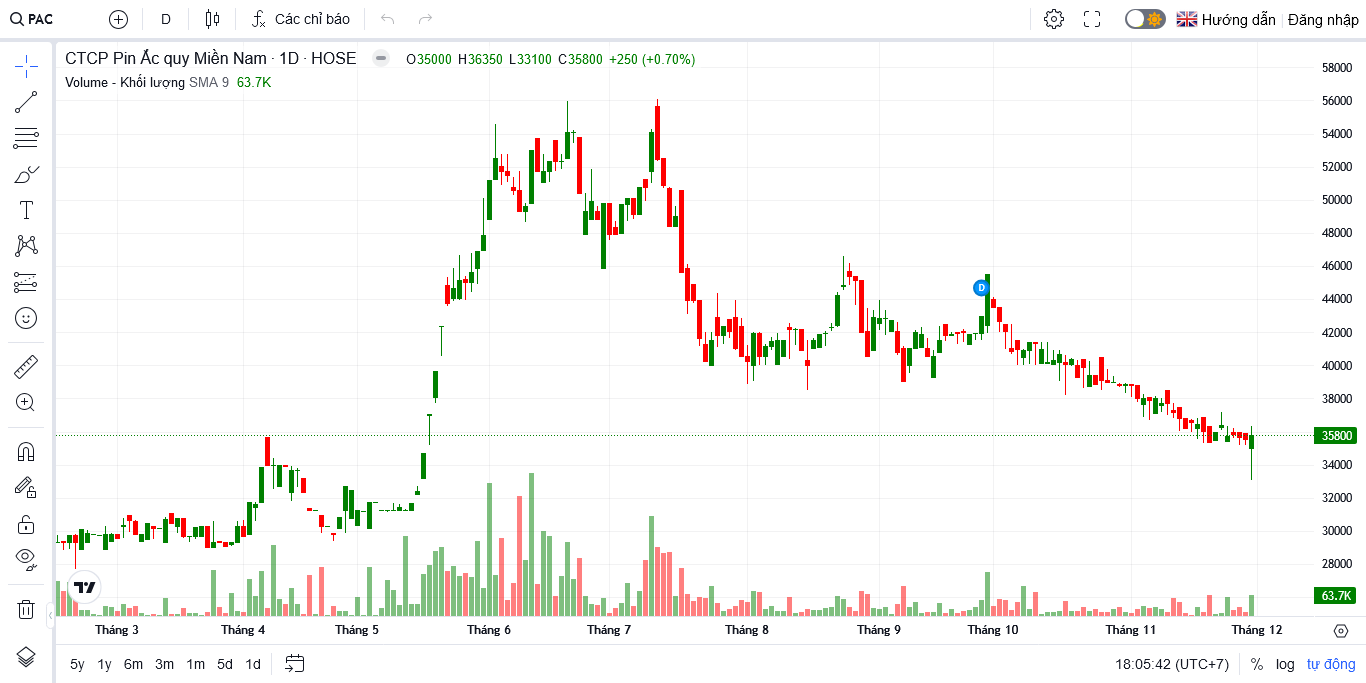 PAC D Các chỉ báo Hướng dẫn Đăng nhập
CTCP Pin Ắc quy Miền Nam · 1D · HOSE O35000 H36350 L33100 C35800 +250 (+0.70%)
Volume - Khối lượng SMA 9 63.7K
58000
56000
54000
52000
50000
48000
46000
44000
42000
40000
38000
35800
34000
32000
30000
28000
63.7K
D
Tháng 3 Tháng 4 Tháng 5 Tháng 6 Tháng 7 Tháng 8 Tháng 9 Tháng 10 Tháng 11 Tháng 12
5y 1y 6m 3m 1m 5d 1d 18:05:42 (UTC+7) % log tự động